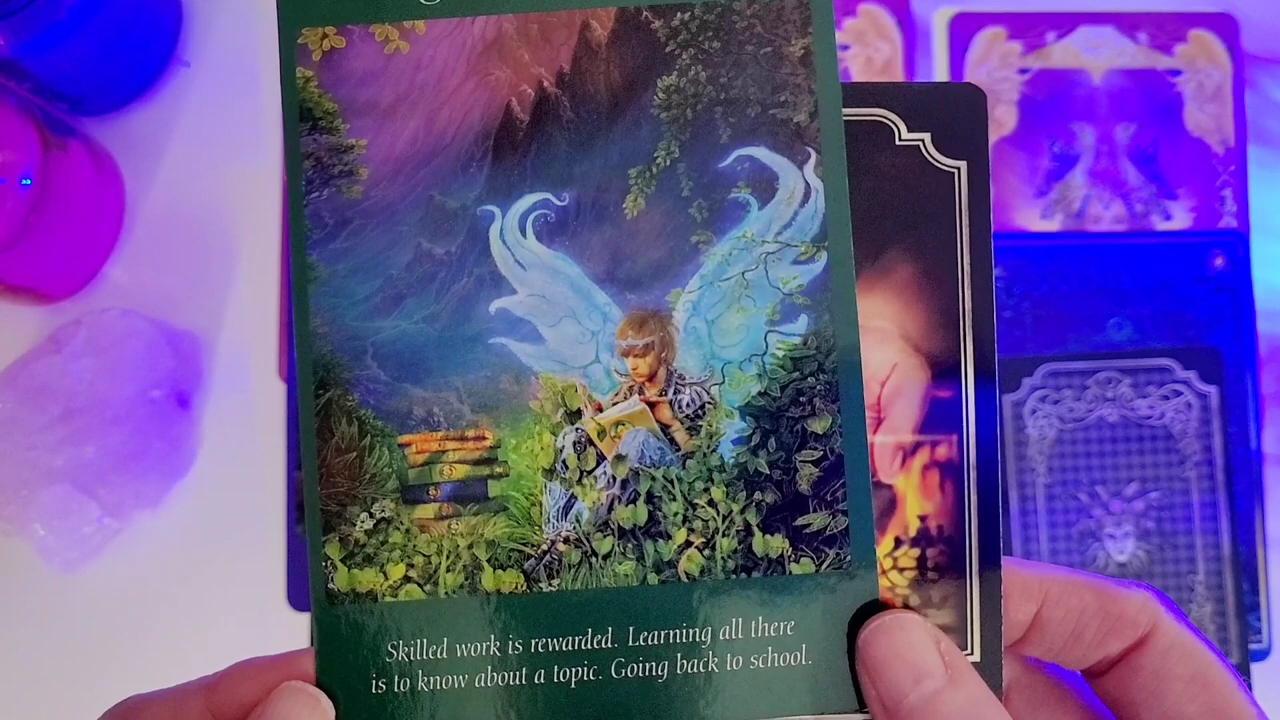 Skilled work is rewarded. Learning all there
is to know about a topic. Going back to school.